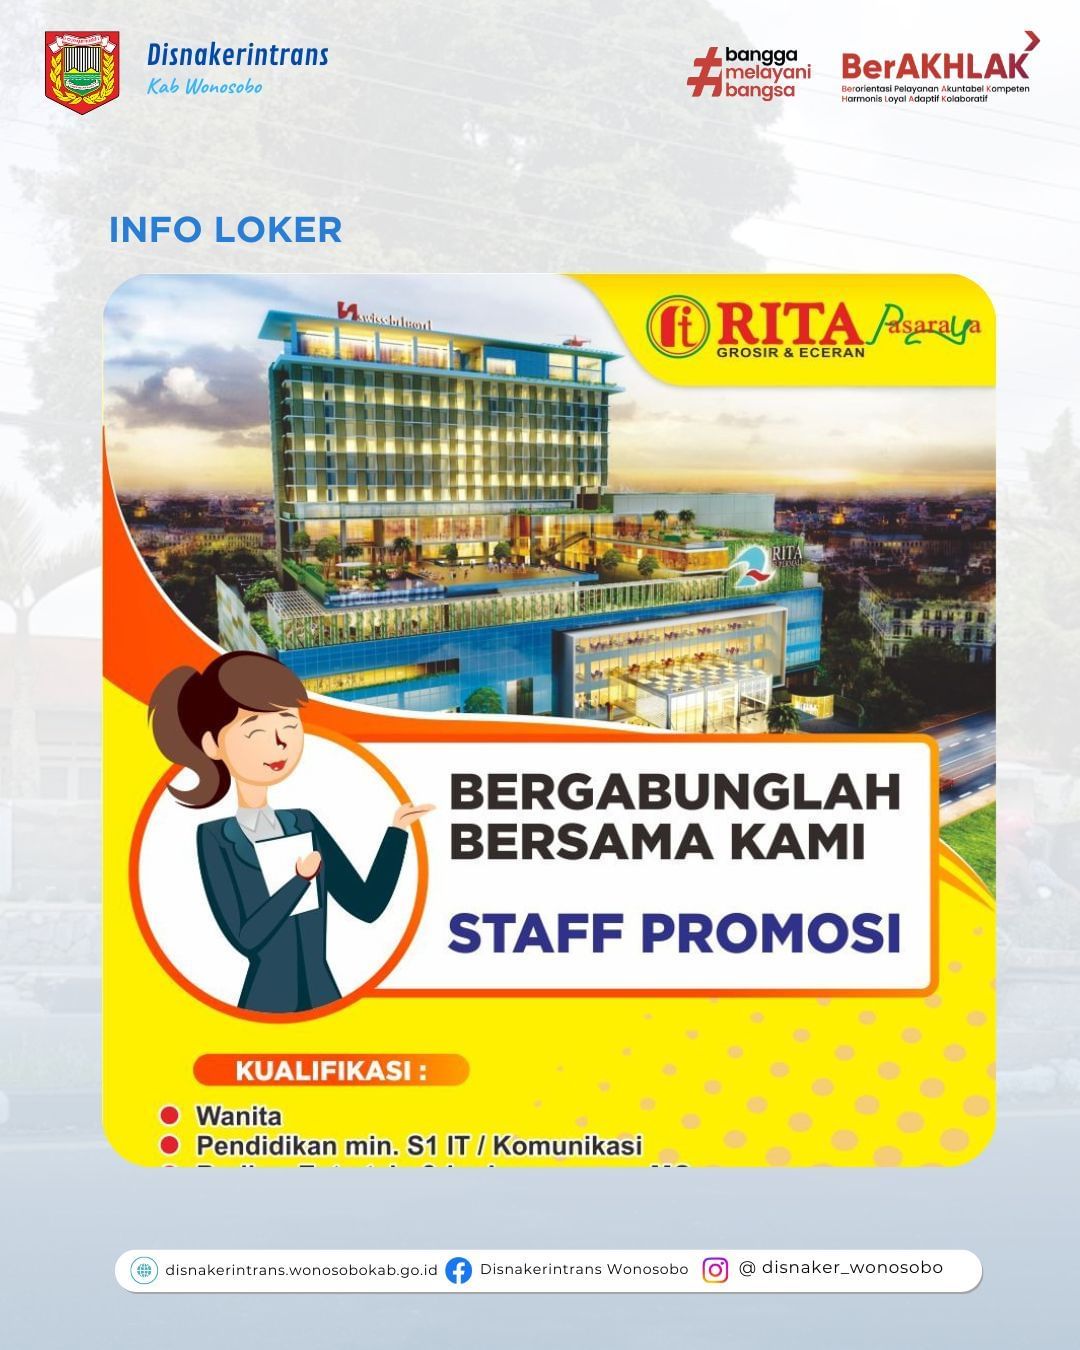 Disnakerintrans
Kab Wonosobo
#bangga
melayani
bangsa
BerAKHLAK
Berorientasi Pelayanan Akuntabel Kompeten
Harmonis Loyal Adaptif Kolaboratif
INFO LOKER
RITA Pasaraya
GROSIR & ECERAN
RITA
BERGABUNGLAH
BERSAMA KAMI
STAFF PROMOSI
KUALIFIKASI :
Wanita
Pendidikan min. S1 IT / Komunikasi
disnakerintrans.wonosobokab.go.id Disnakerintrans Wonosobo @ disnaker_wonosobo